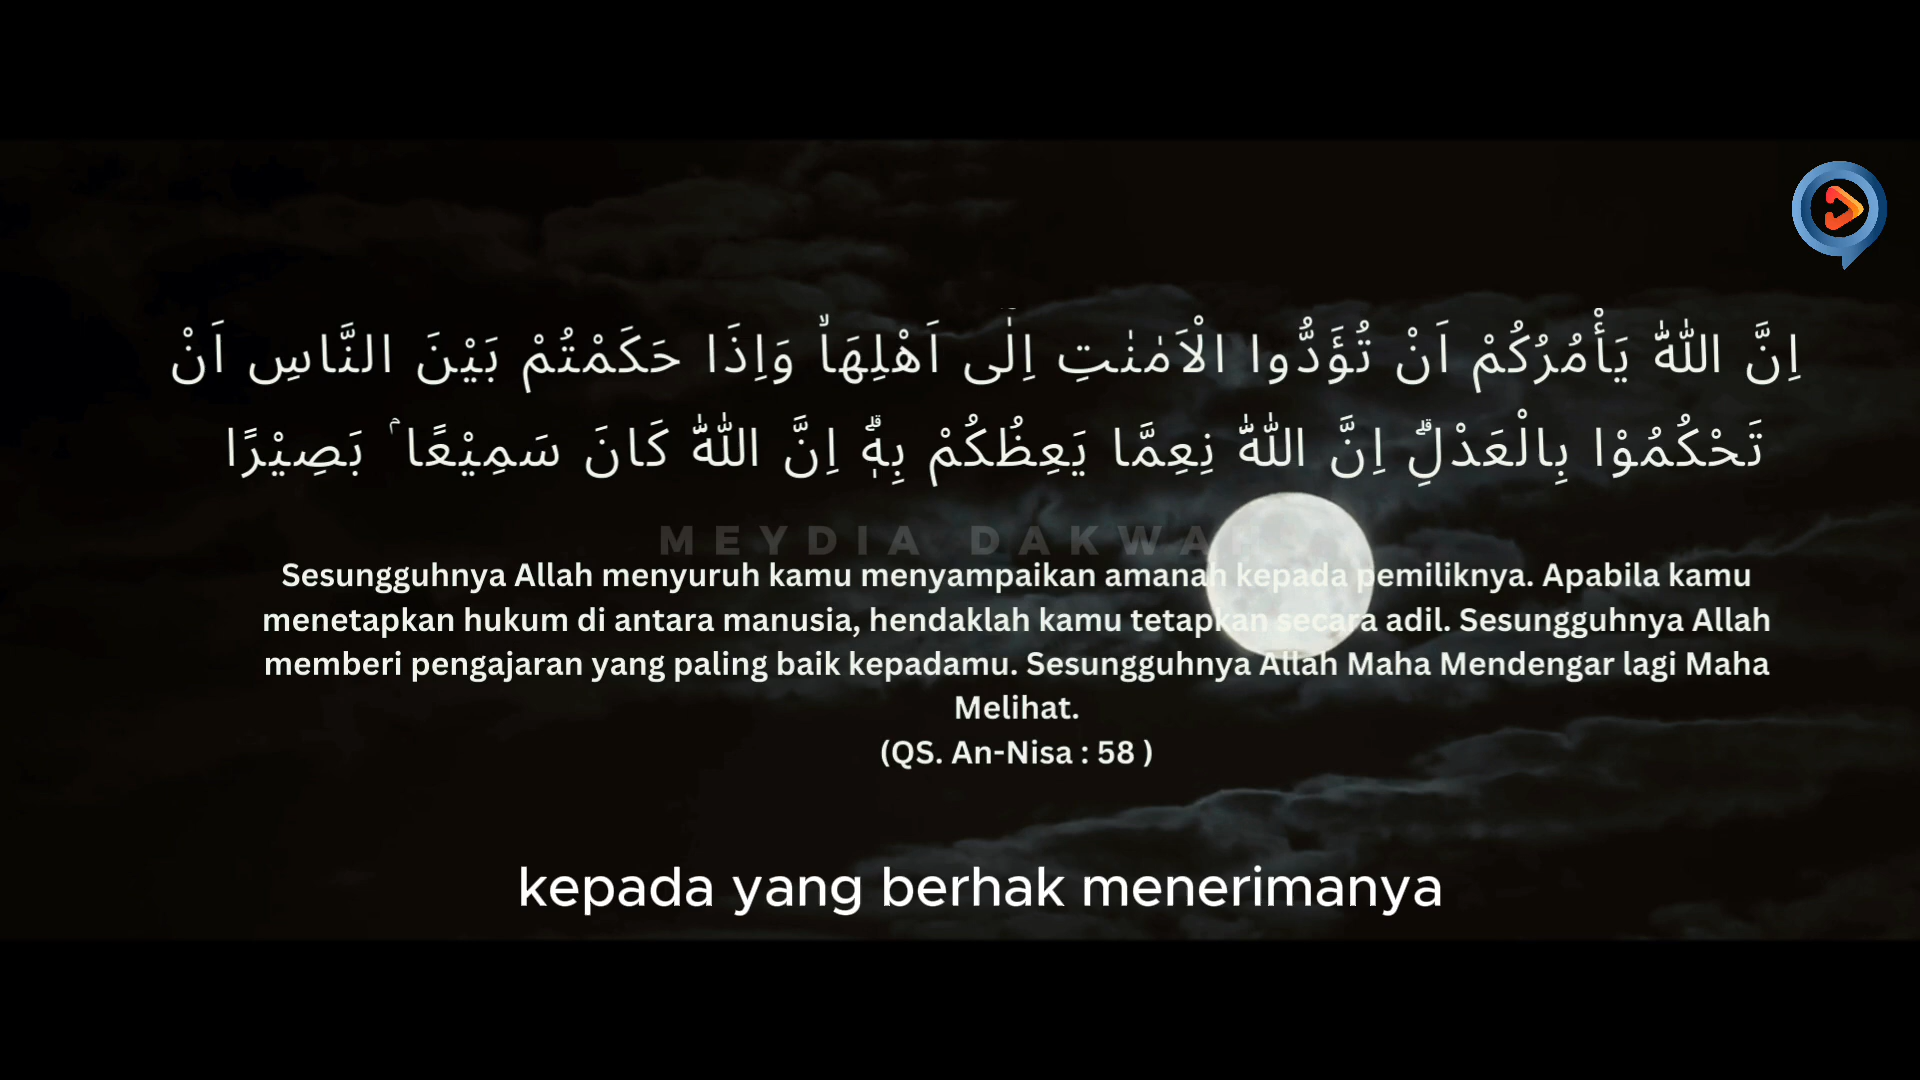 اِنَّ اللّٰهَ يَأْمُرُكُمْ اَنْ تُؤَدُّوا الْاَمٰنٰتِ اِلٰٓى اَهْلِهَاۙ وَاِذَا حَكَمْتُمْ بَيْنَ النَّاسِ اَنْ
تَحْكُمُوْا بِالْعَدْلِۗ اِنَّ اللّٰهَ نِعِمَّا يَعِظُكُمْ بِهٖۗ اِنَّ اللّٰهَ كَانَ سَمِيْعًا ۢ بَصِيْرًا
MEYDIA DAKWAH
Sesungguhnya Allah menyuruh kamu menyampaikan amanah kepada pemiliknya. Apabila kamu
menetapkan hukum di antara manusia, hendaklah kamu tetapkan secara adil. Sesungguhnya Allah
memberi pengajaran yang paling baik kepadamu. Sesungguhnya Allah Maha Mendengar lagi Maha
Melihat.
(QS. An-Nisa : 58 )
kepada yang berhak menerimanya